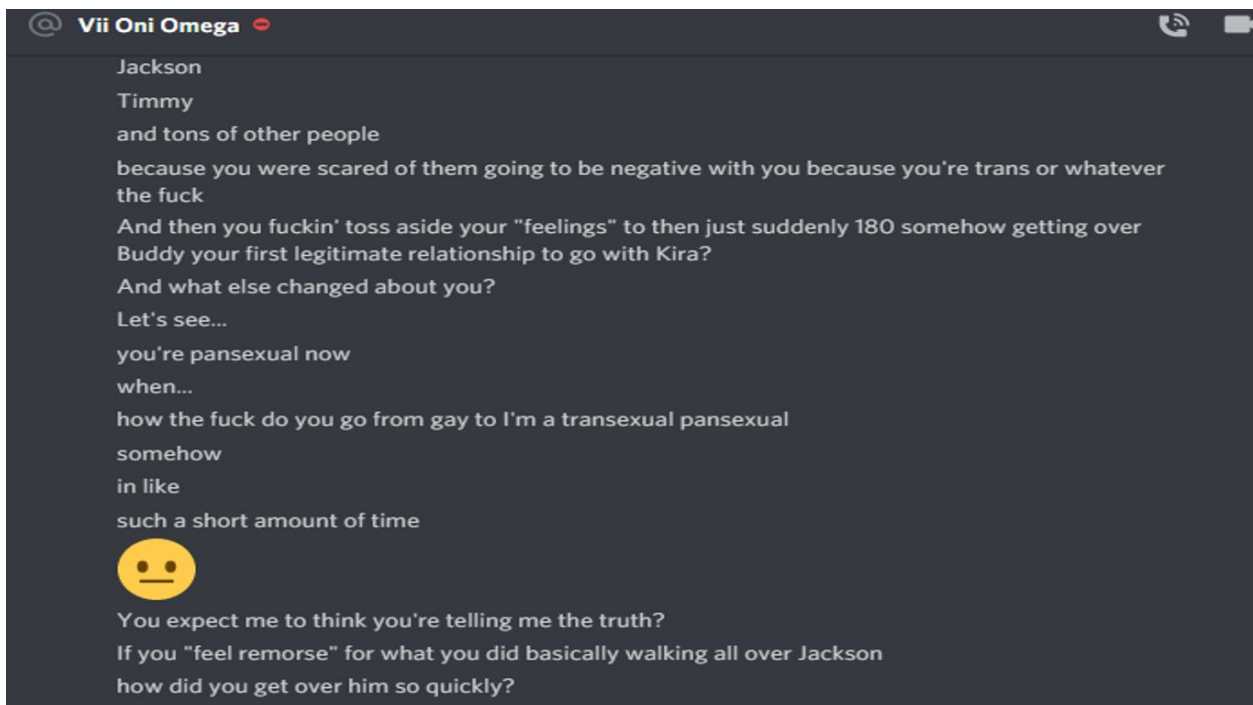 Vii Oni Omega
Jackson
Timmy
and tons of other people
because you were scared of them going to be negative with you because you're trans or whatever
the fuck
And then you fuckin' toss aside your "feelings" to then just suddenly 180 somehow getting over
Buddy your first legitimate relationship to go with Kira?
And what else changed about you?
Let's see...
you're pansexual now
when...
how the fuck do you go from gay to I'm a transexual pansexual
somehow
in like
such a short amount of time
You expect me to think you're telling me the truth?
If you "feel remorse" for what you did basically walking all over Jackson
how did you get over him so quickly?